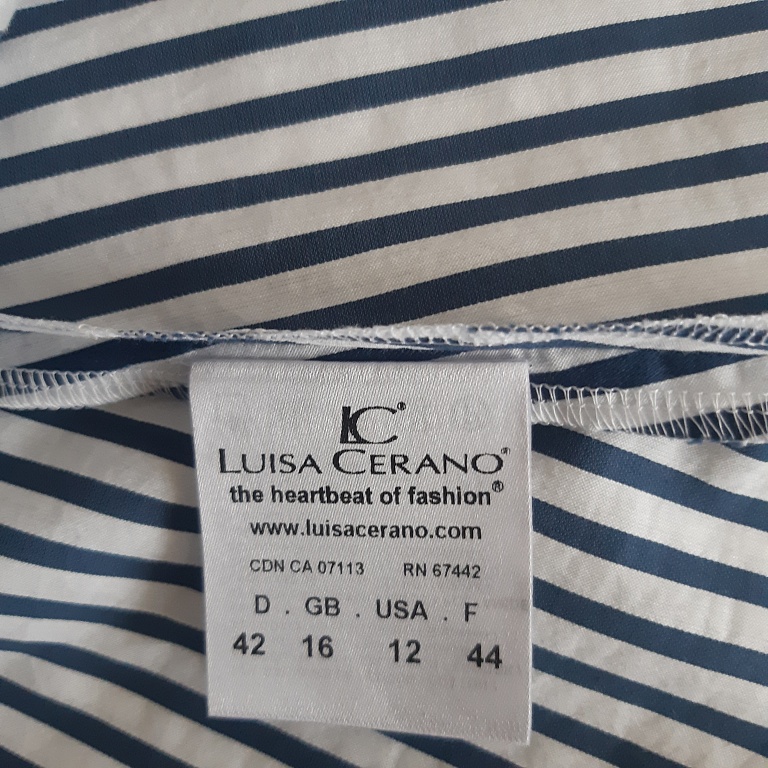 LC®
LUISA CERANO®
the heartbeat of fashion®
www.luisacerano.com
CDN CA 07113 RN 67442
D . GB . USA . F
42 16 12 44